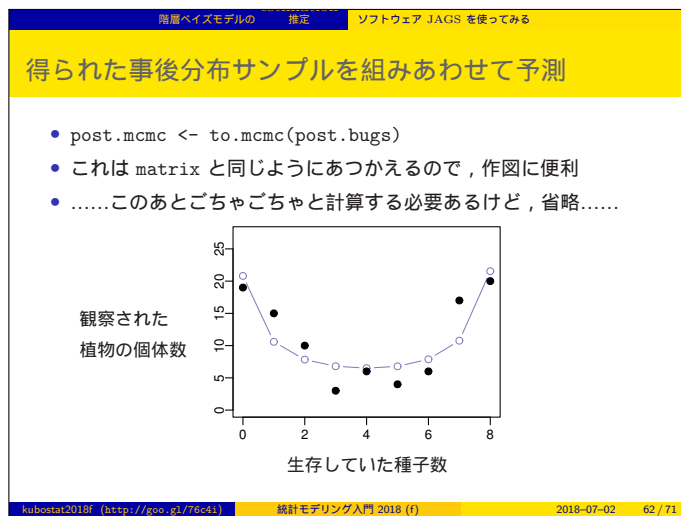 階層ベイズモデルの 推定 ソフトウェア JAGS を使ってみる
得られた事後分布サンプルを組みあわせて予測
• post.mcmc <- to.mcmc(post.bugs)
• これは matrix と同じようにあつかえるので，作図に便利
• ……このあとごちゃごちゃと計算する必要あるけど，省略……
観察された
植物の個体数
25
20
15
10
5
0
0 2 4 6 8
生存していた種子数
kubostat2018f (http://goo.gl/76c4i) 統計モデリング入門 2018 (f) 2018-07-02 62 / 71